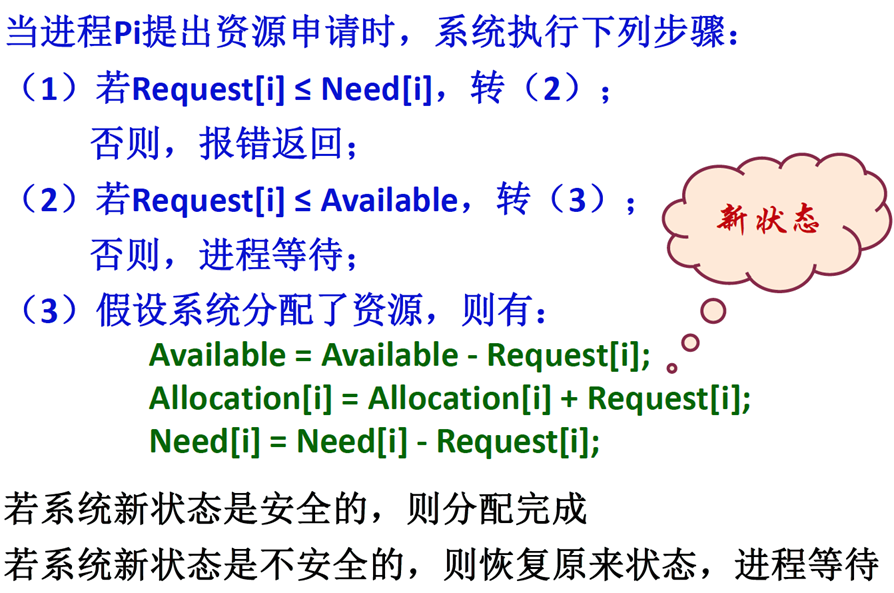 当进程Pi提出资源申请时，系统执行下列步骤：
（1）若Request[i] ≤ Need[i]，转（2）；
否则，报错返回；
（2）若Request[i] ≤ Available，转（3）；
否则，进程等待；
新状态
（3）假设系统分配了资源，则有：
Available = Available - Request[i];
Allocation[i] = Allocation[i] + Request[i];
Need[i] = Need[i] - Request[i];
若系统新状态是安全的，则分配完成
若系统新状态是不安全的，则恢复原来状态，进程等待